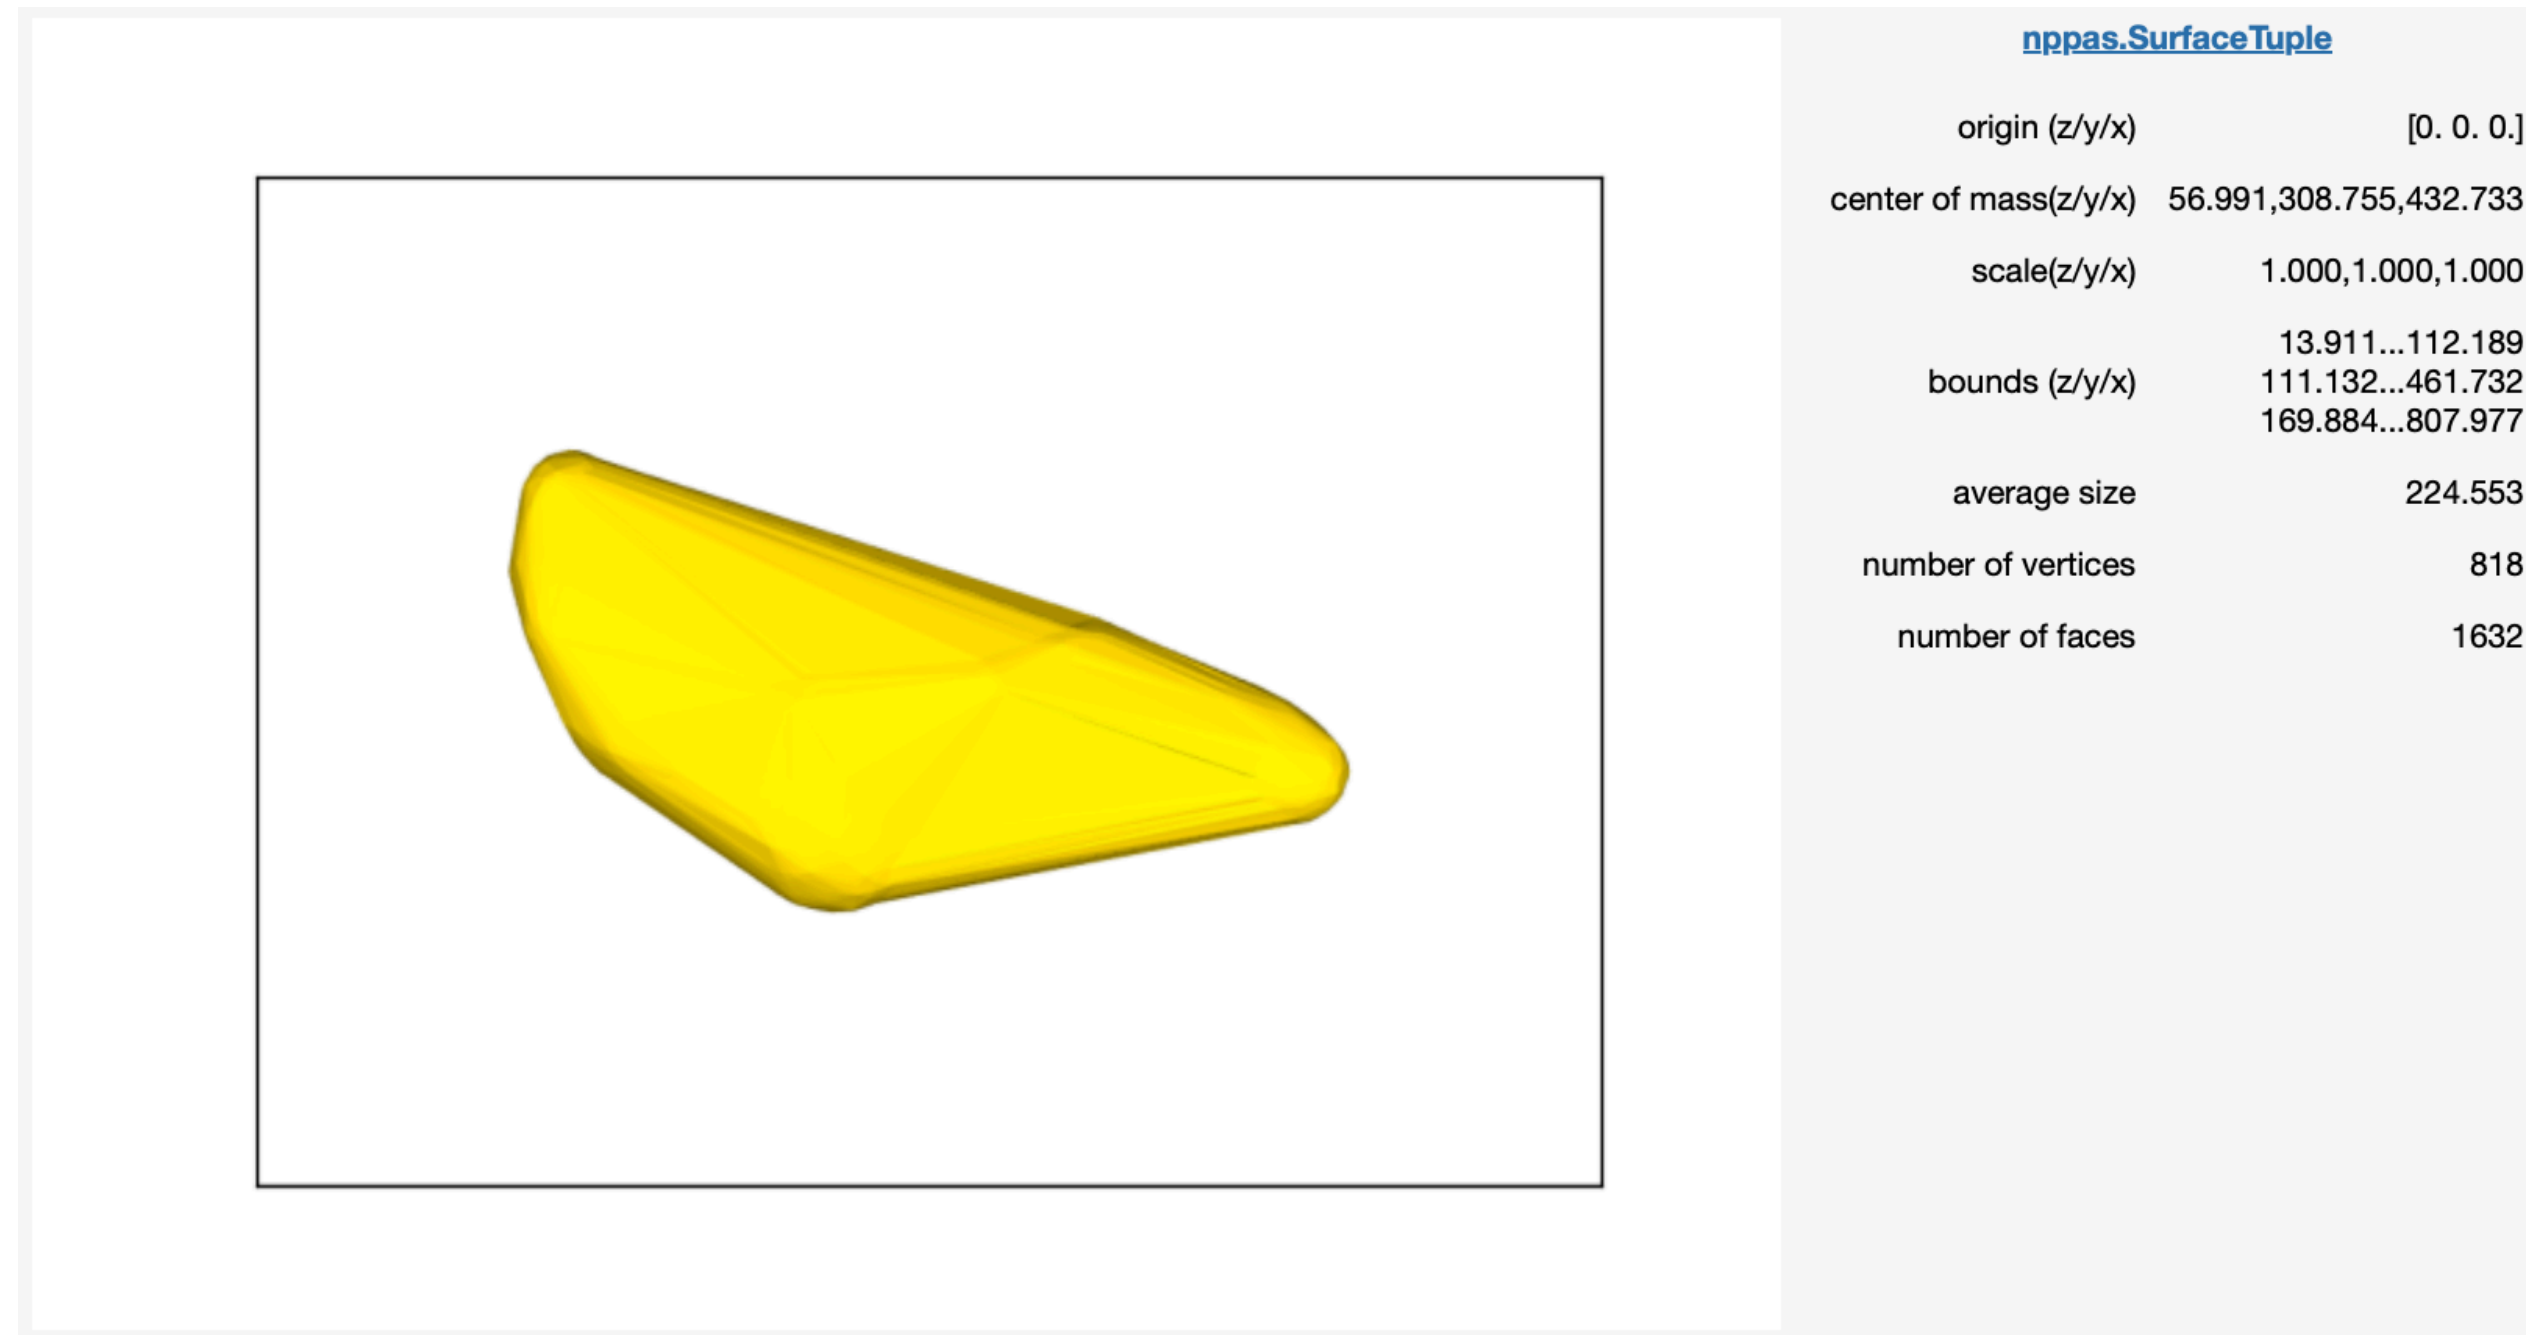 nppas.SurfaceTuple
origin (z/y/x) [0. 0. 0.]
center of mass(z/y/x) 56.991,308.755,432.733
scale(z/y/x) 1.000,1.000,1.000
13.911...112.189
bounds (z/y/x) 111.132...461.732
169.884...807.977
average size 224.553
number of vertices 818
number of faces 1632